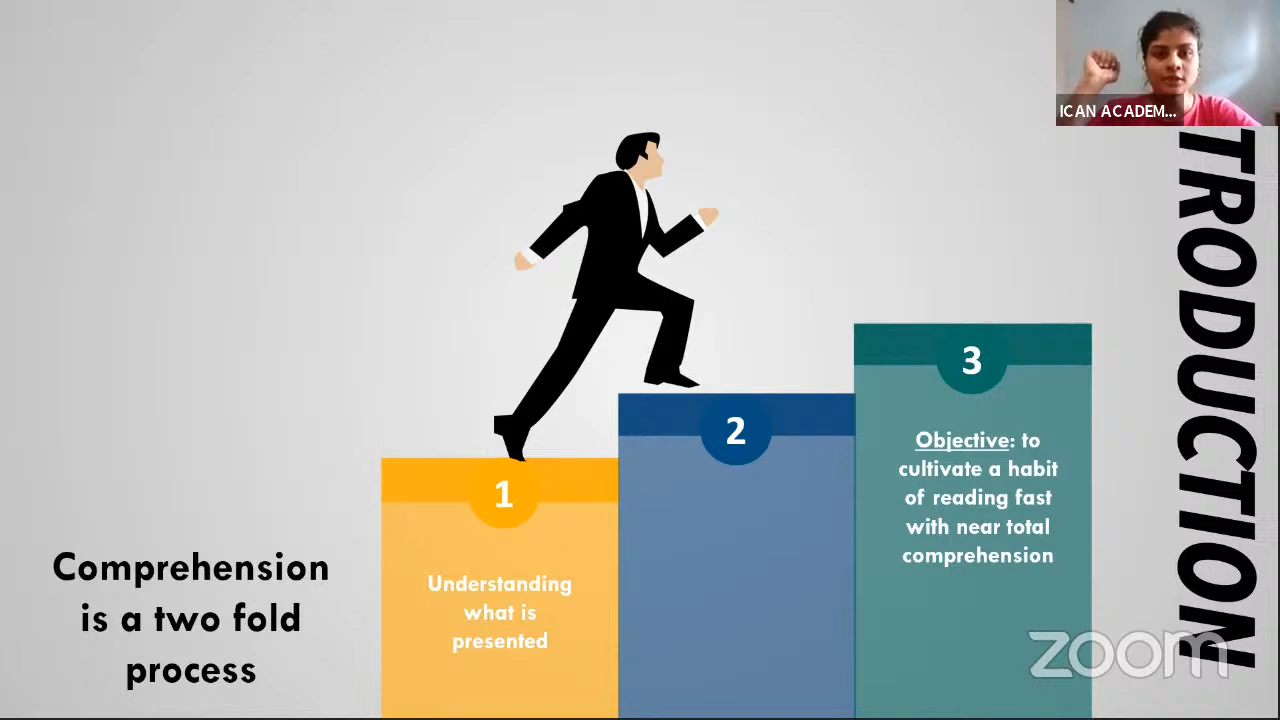 ICAN ACADEM...
TRODUCTION
1
2
3
Objective: to
cultivate a habit
of reading fast
with near total
comprehension
Understanding
what is
presented
Comprehension
is a two fold
process
zoom